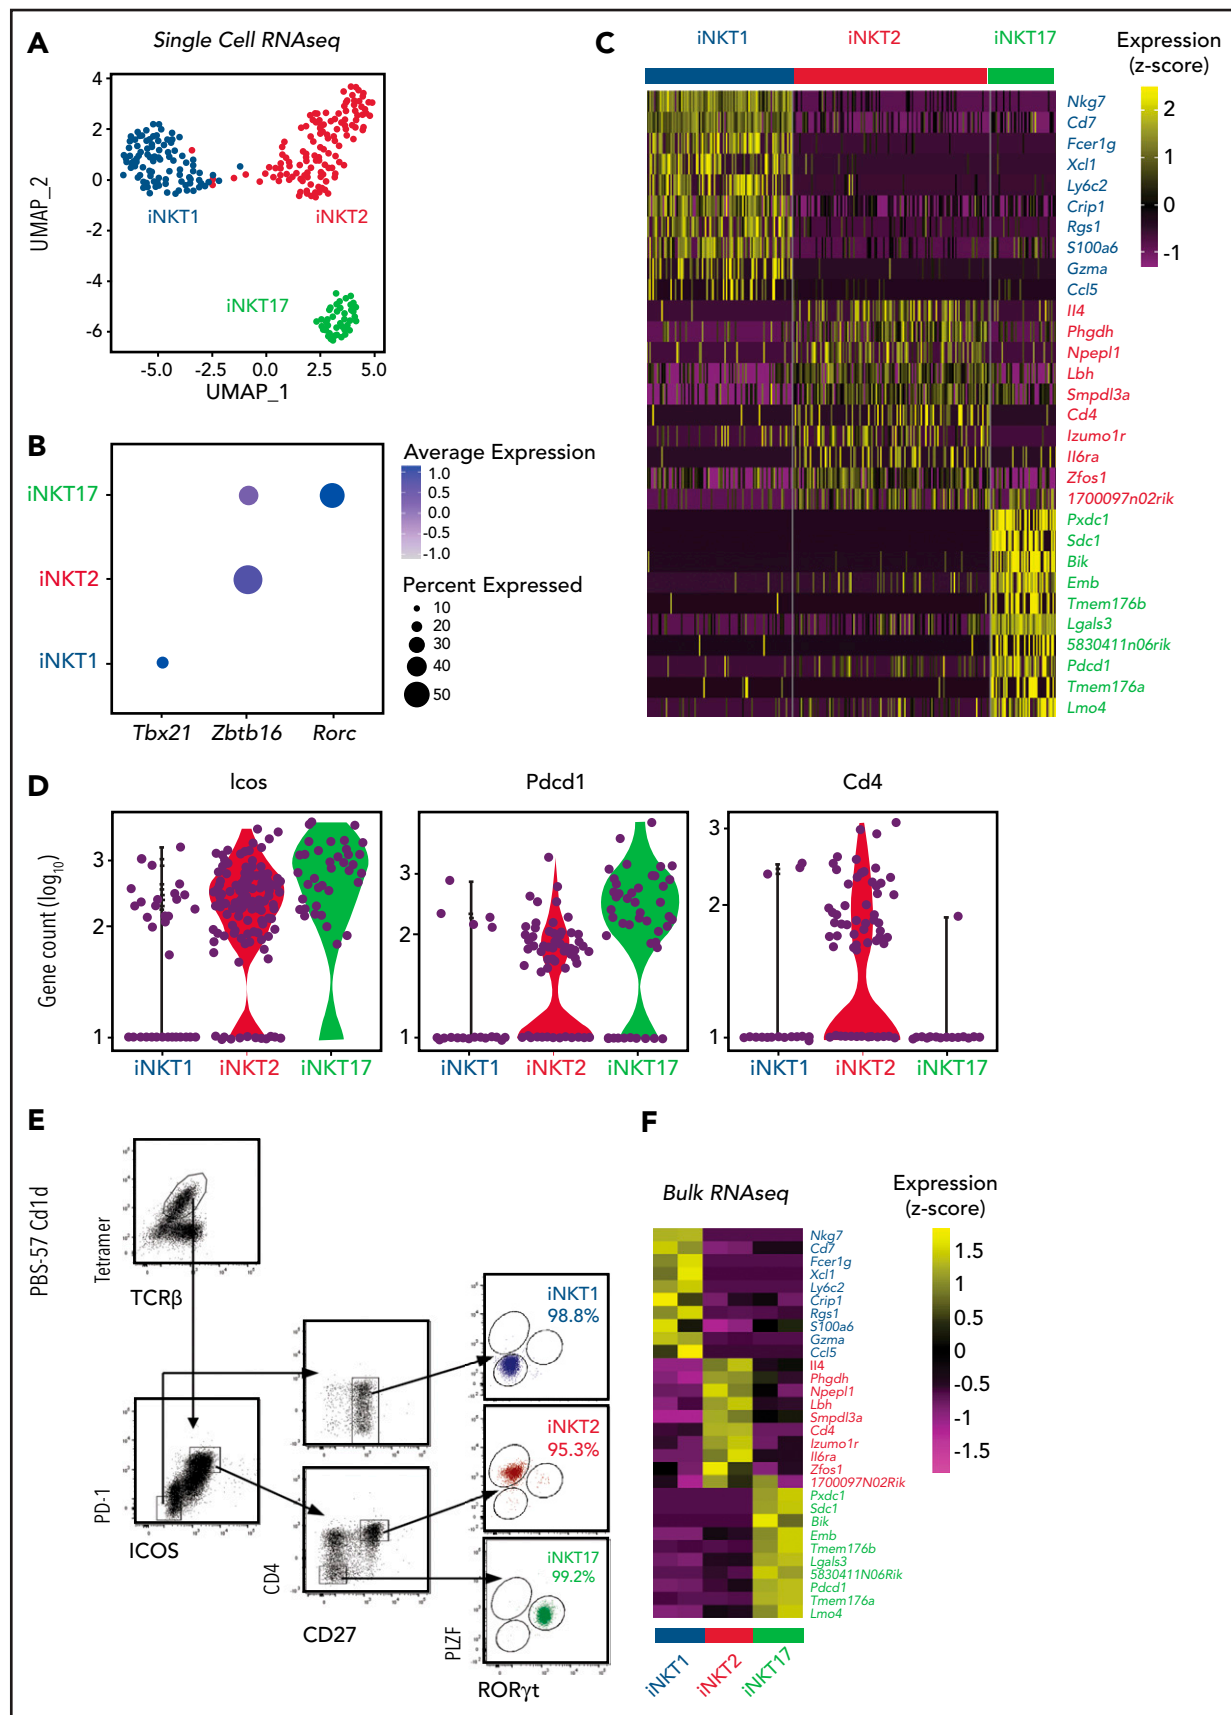 A
Single Cell RNAseq
UMAP_2
4
2
0
-2
-4
-6
iNKT1
iNKT2
iNKT17
-5.0
-2.5
0.0
2.5
5.0
UMAP_1
B
iNKT17
iNKT2
iNKT1
Tbx21
Zbtb16
Rorc
Average Expression
1.0
0.5
0.0
-0.5
-1.0
Percent Expressed
10
20
30
40
50
C
iNKT1
iNKT2
iNKT17
Expression
(z-score)
2
1
0
-1
Nkg7
Cd7
Fcer1g
Xcl1
Ly6c2
Crip1
Rgs1
S100a6
Gzma
Ccl5
Il4
Phgdh
Npepl1
Lbh
Smpdl3a
Cd4
Izumo1r
Il6ra
Zfos1
1700097n02rik
Pxdc1
Sdc1
Bik
Emb
Tmem176b
Lgals3
5830411n06rik
Pdcd1
Tmem176a
Lmo4
D
Icos
Pdcd1
Cd4
Gene count (log10)
3
2
1
iNKT1
iNKT2
iNKT17
3
2
1
iNKT1
iNKT2
iNKT17
3
2
1
iNKT1
iNKT2
iNKT17
E
PBS-57 Cd1d
Tetramer
TCRβ
PD-1
ICOS
CD4
CD27
iNKT1
98.8%
iNKT2
95.3%
iNKT17
99.2%
PLZF
RORγt
F
Bulk RNAseq
Expression
(z-score)
1.5
1
0.5
0
-0.5
-1
-1.5
Nkg7
Cd7
Fcer1g
Xcl1
Ly6c2
Crip1
Rgs1
S100a6
Gzma
Ccl5
Il4
Phgdh
Npepl1
Lbh
Smpdl3a
Cd4
Izumo1r
Il6ra
Zfos1
1700097N02Rik
Pxdc1
Sdc1
Bik
Emb
Tmem176b
Lgals3
5830411N06Rik
Pdcd1
Tmem176a
Lmo4
iNKT1
iNKT2
iNKT17